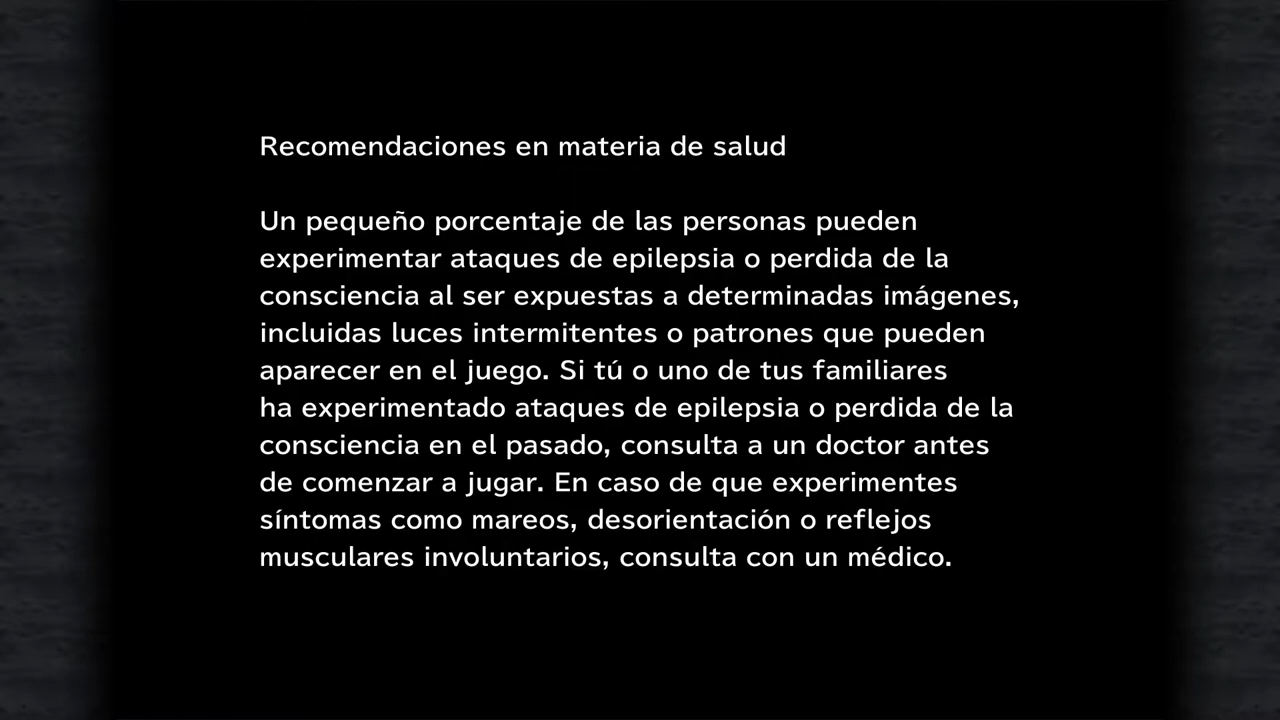 Recomendaciones en materia de salud
Un pequeño porcentaje de las personas pueden
experimentar ataques de epilepsia o perdida de la
consciencia al ser expuestas a determinadas imágenes,
incluidas luces intermitentes o patrones que pueden
aparecer en el juego. Si tú o uno de tus familiares
ha experimentado ataques de epilepsia o perdida de la
consciencia en el pasado, consulta a un doctor antes
de comenzar a jugar. En caso de que experimentes
síntomas como mareos, desorientación o reflejos
musculares involuntarios, consulta con un médico.